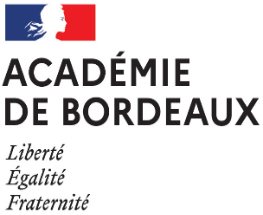 ACADÉMIE
DE BORDEAUX
Liberté
Égalité
Fraternité